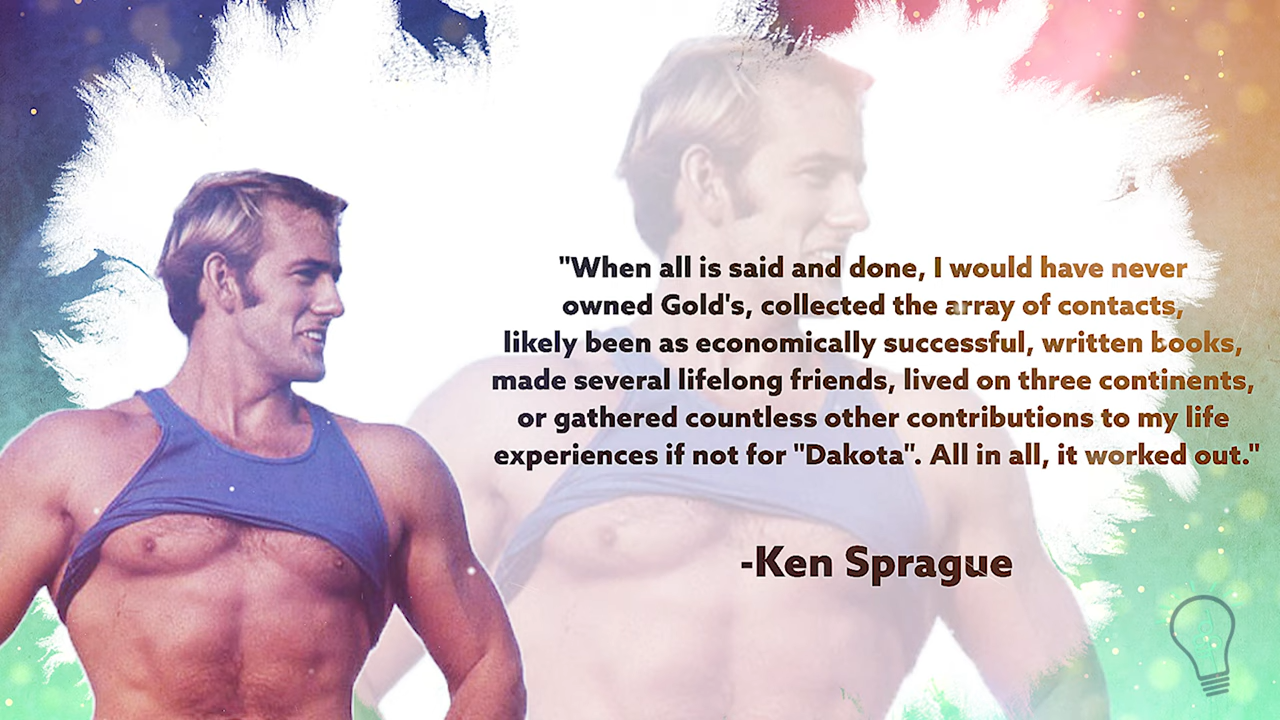 "When all is said and done, I would have never
owned Gold's, collected the array of contacts,
likely been as economically successful, written books,
made several lifelong friends, lived on three continents,
or gathered countless other contributions to my life
experiences if not for "Dakota". All in all, it worked out."
-Ken Sprague